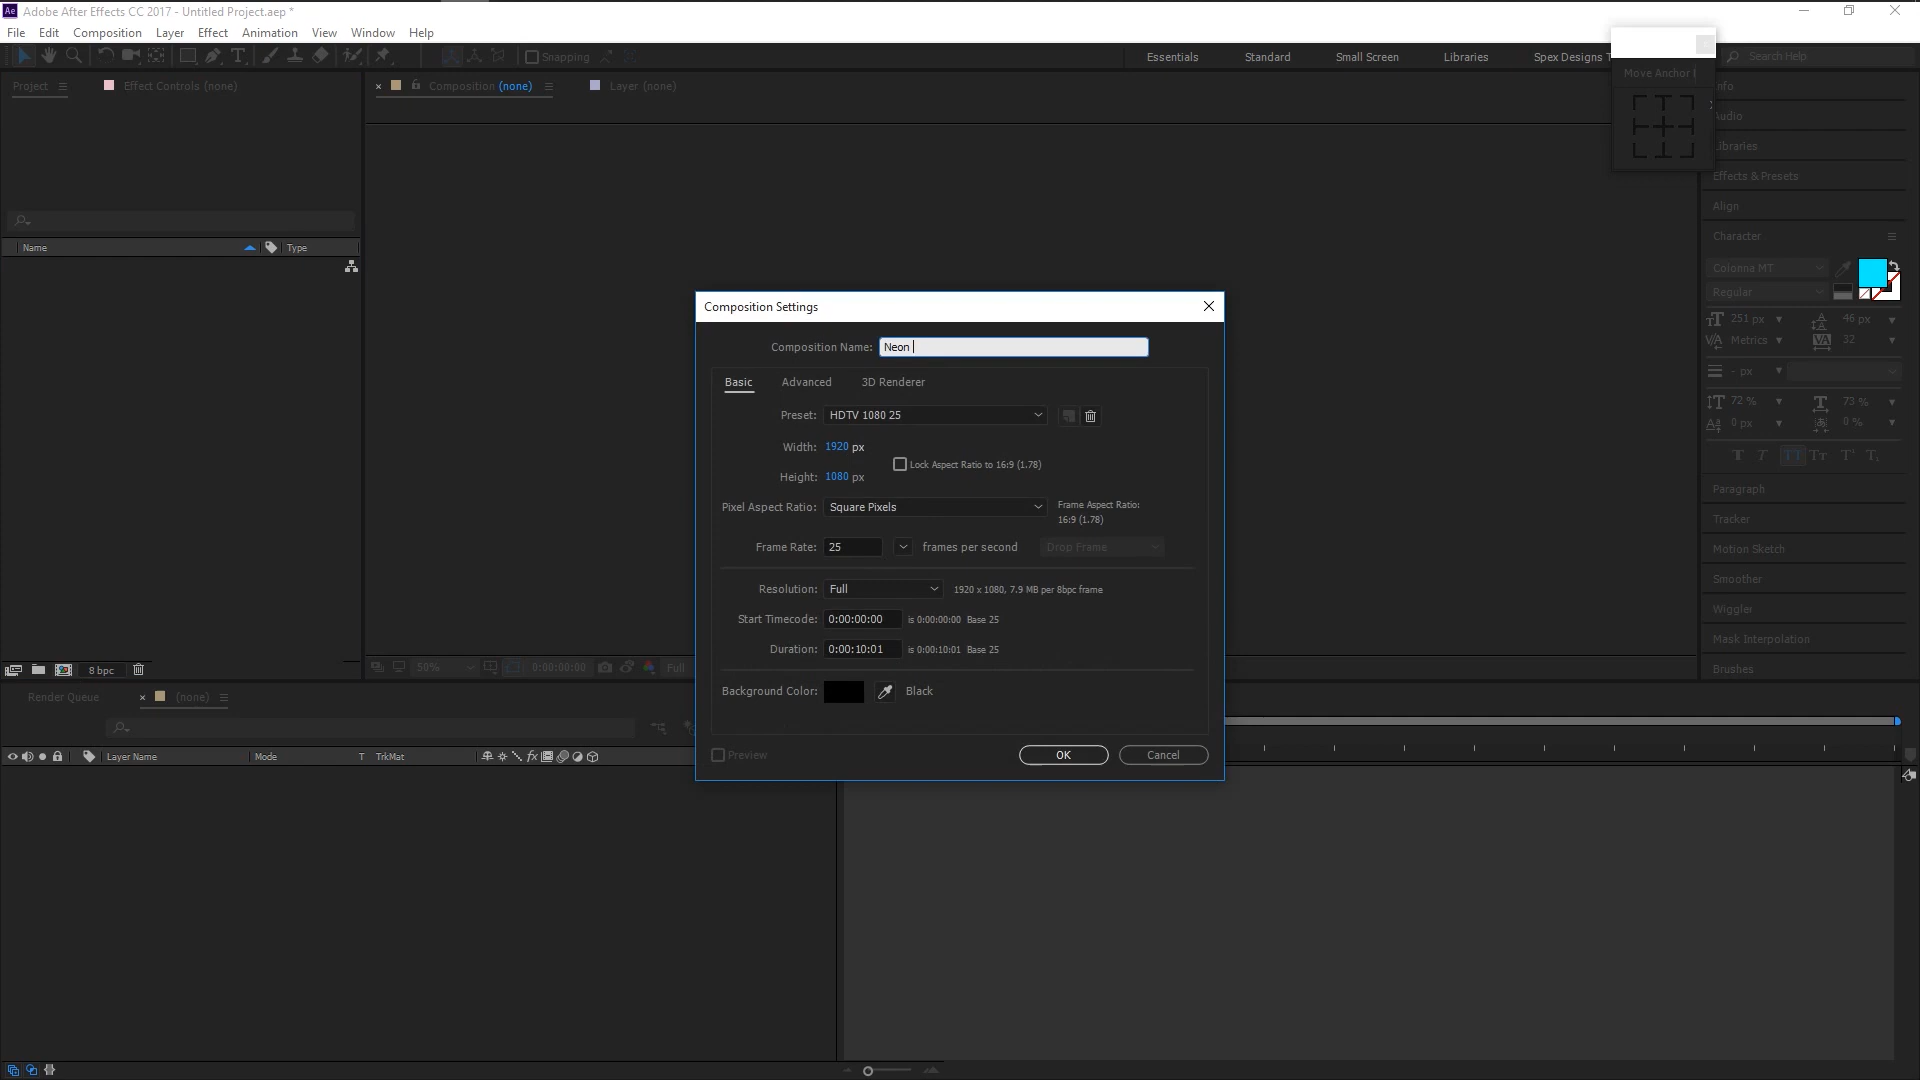 Adobe After Effects CC 2017 - Untitled Project.aep *
File Edit Composition Layer Effect Animation View Window Help
Snapping
Essentials Standard Small Screen Libraries Spex Designs Search Help
Project Effect Controls (none) Composition (none) Layer (none)
Move Anchor
Audio
Effects & Presets
Align
Character
Colonna MT
Regular
251 px 46 px
Metrics 32
- px
72 % 73 %
0 px 0 %
Paragraph
Tracker
Motion Sketch
Smoother
Wiggler
Mask Interpolation
Brushes
Name Type
8 bpc
50% 0:00:00:00 Full
Composition Settings
Composition Name: Neon
Basic Advanced 3D Renderer
Preset: HDTV 1080 25
Width: 1920 px
Lock Aspect Ratio to 16:9 (1.78)
Height: 1080 px
Pixel Aspect Ratio: Square Pixels Frame Aspect Ratio:
16:9 (1.78)
Frame Rate: 25 frames per second Drop Frame
Resolution: Full 1920 x 1080, 7.9 MB per 8bpc frame
Start Timecode: 0:00:00:00 is 0:00:00:00 Base 25
Duration: 0:00:10:01 is 0:00:10:01 Base 25
Background Color: Black
Preview OK Cancel
Render Queue (none)
Layer Name Mode T TrkMat